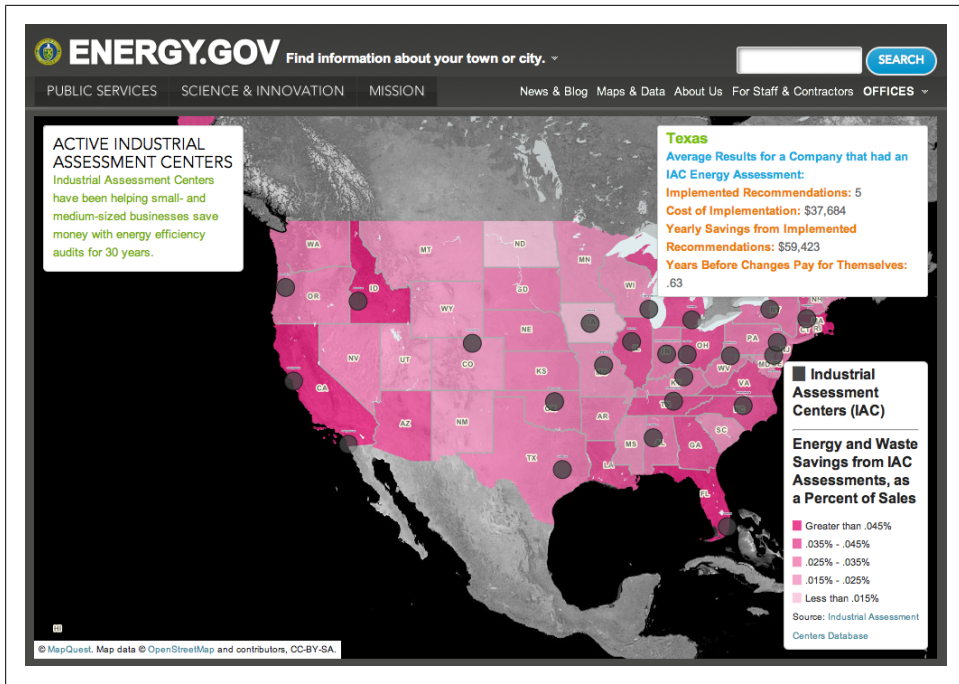 ENERGY.GOV
Find information about your town or city.
SEARCH
PUBLIC SERVICES SCIENCE & INNOVATION MISSION
News & Blog Maps & Data About Us For Staff & Contractors OFFICES
ACTIVE INDUSTRIAL
ASSESSMENT CENTERS
Industrial Assessment Centers
have been helping small- and
medium-sized businesses save
money with energy efficiency
audits for 30 years.
Texas
Average Results for a Company that had an
IAC Energy Assessment:
Implemented Recommendations: 5
Cost of Implementation: $37,684
Yearly Savings from Implemented
Recommendations: $59,423
Years Before Changes Pay for Themselves:
.63
WA
MT
ND
MN
OR
ID
SD
WI
WY
NH
NE
PA
OH
NV
UT
CO
KS
WV
VA
MD
CA
AZ
NM
AR
TX
LA
MS
GA
SC
FL
CT
RI
HI
Industrial
Assessment
Centers (IAC)
Energy and Waste
Savings from IAC
Assessments, as
a Percent of Sales
Greater than .045%
.035% - .045%
.025% - .035%
.015% - .025%
Less than .015%
Source: Industrial Assessment
Centers Database
© MapQuest. Map data © OpenStreetMap and contributors, CC-BY-SA.